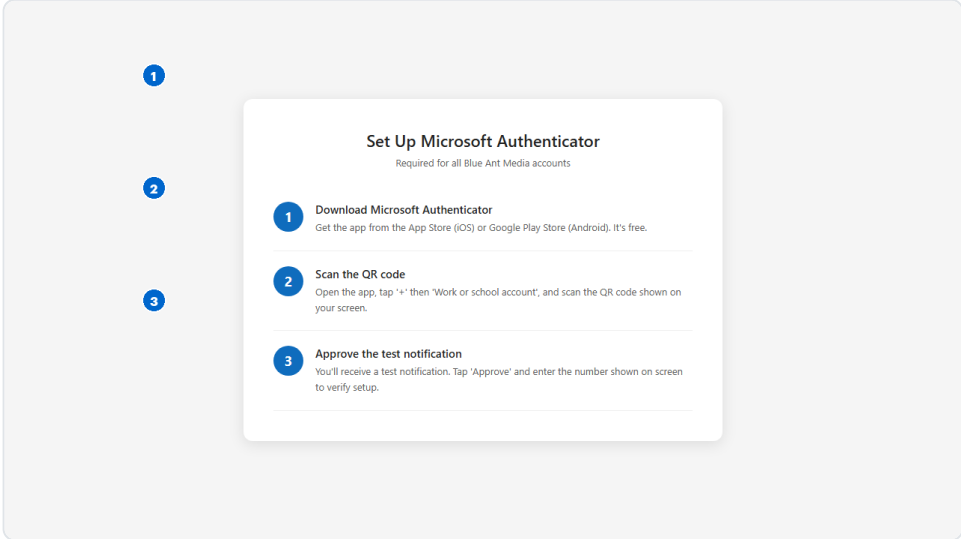 1
2
3
Set Up Microsoft Authenticator
Required for all Blue Ant Media accounts
1
Download Microsoft Authenticator
Get the app from the App Store (iOS) or Google Play Store (Android). It's free.
2
Scan the QR code
Open the app, tap '+' then 'Work or school account', and scan the QR code shown on
your screen.
3
Approve the test notification
You'll receive a test notification. Tap 'Approve' and enter the number shown on screen
to verify setup.